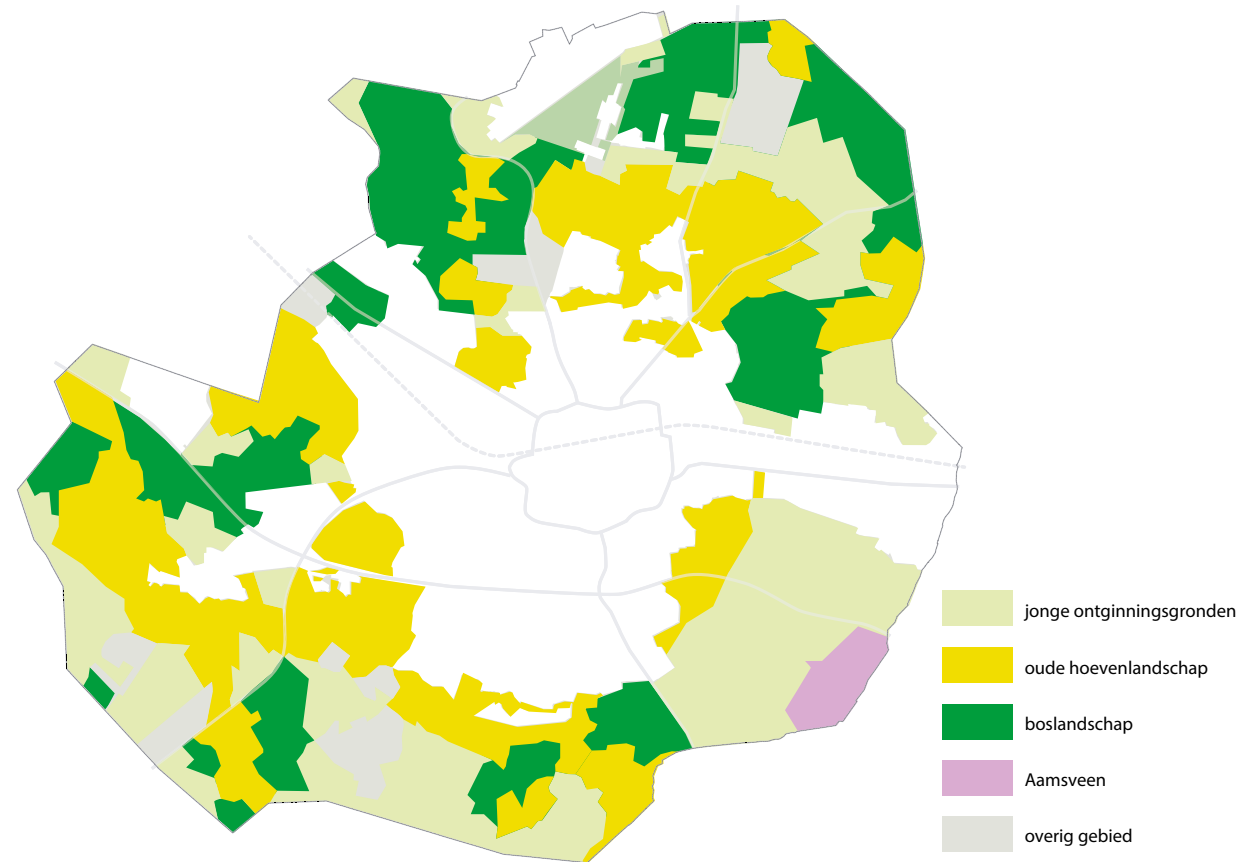 jonge ontginningsgronden
oude hoevenlandschap
boslandschap
Aamsveen
overig gebied